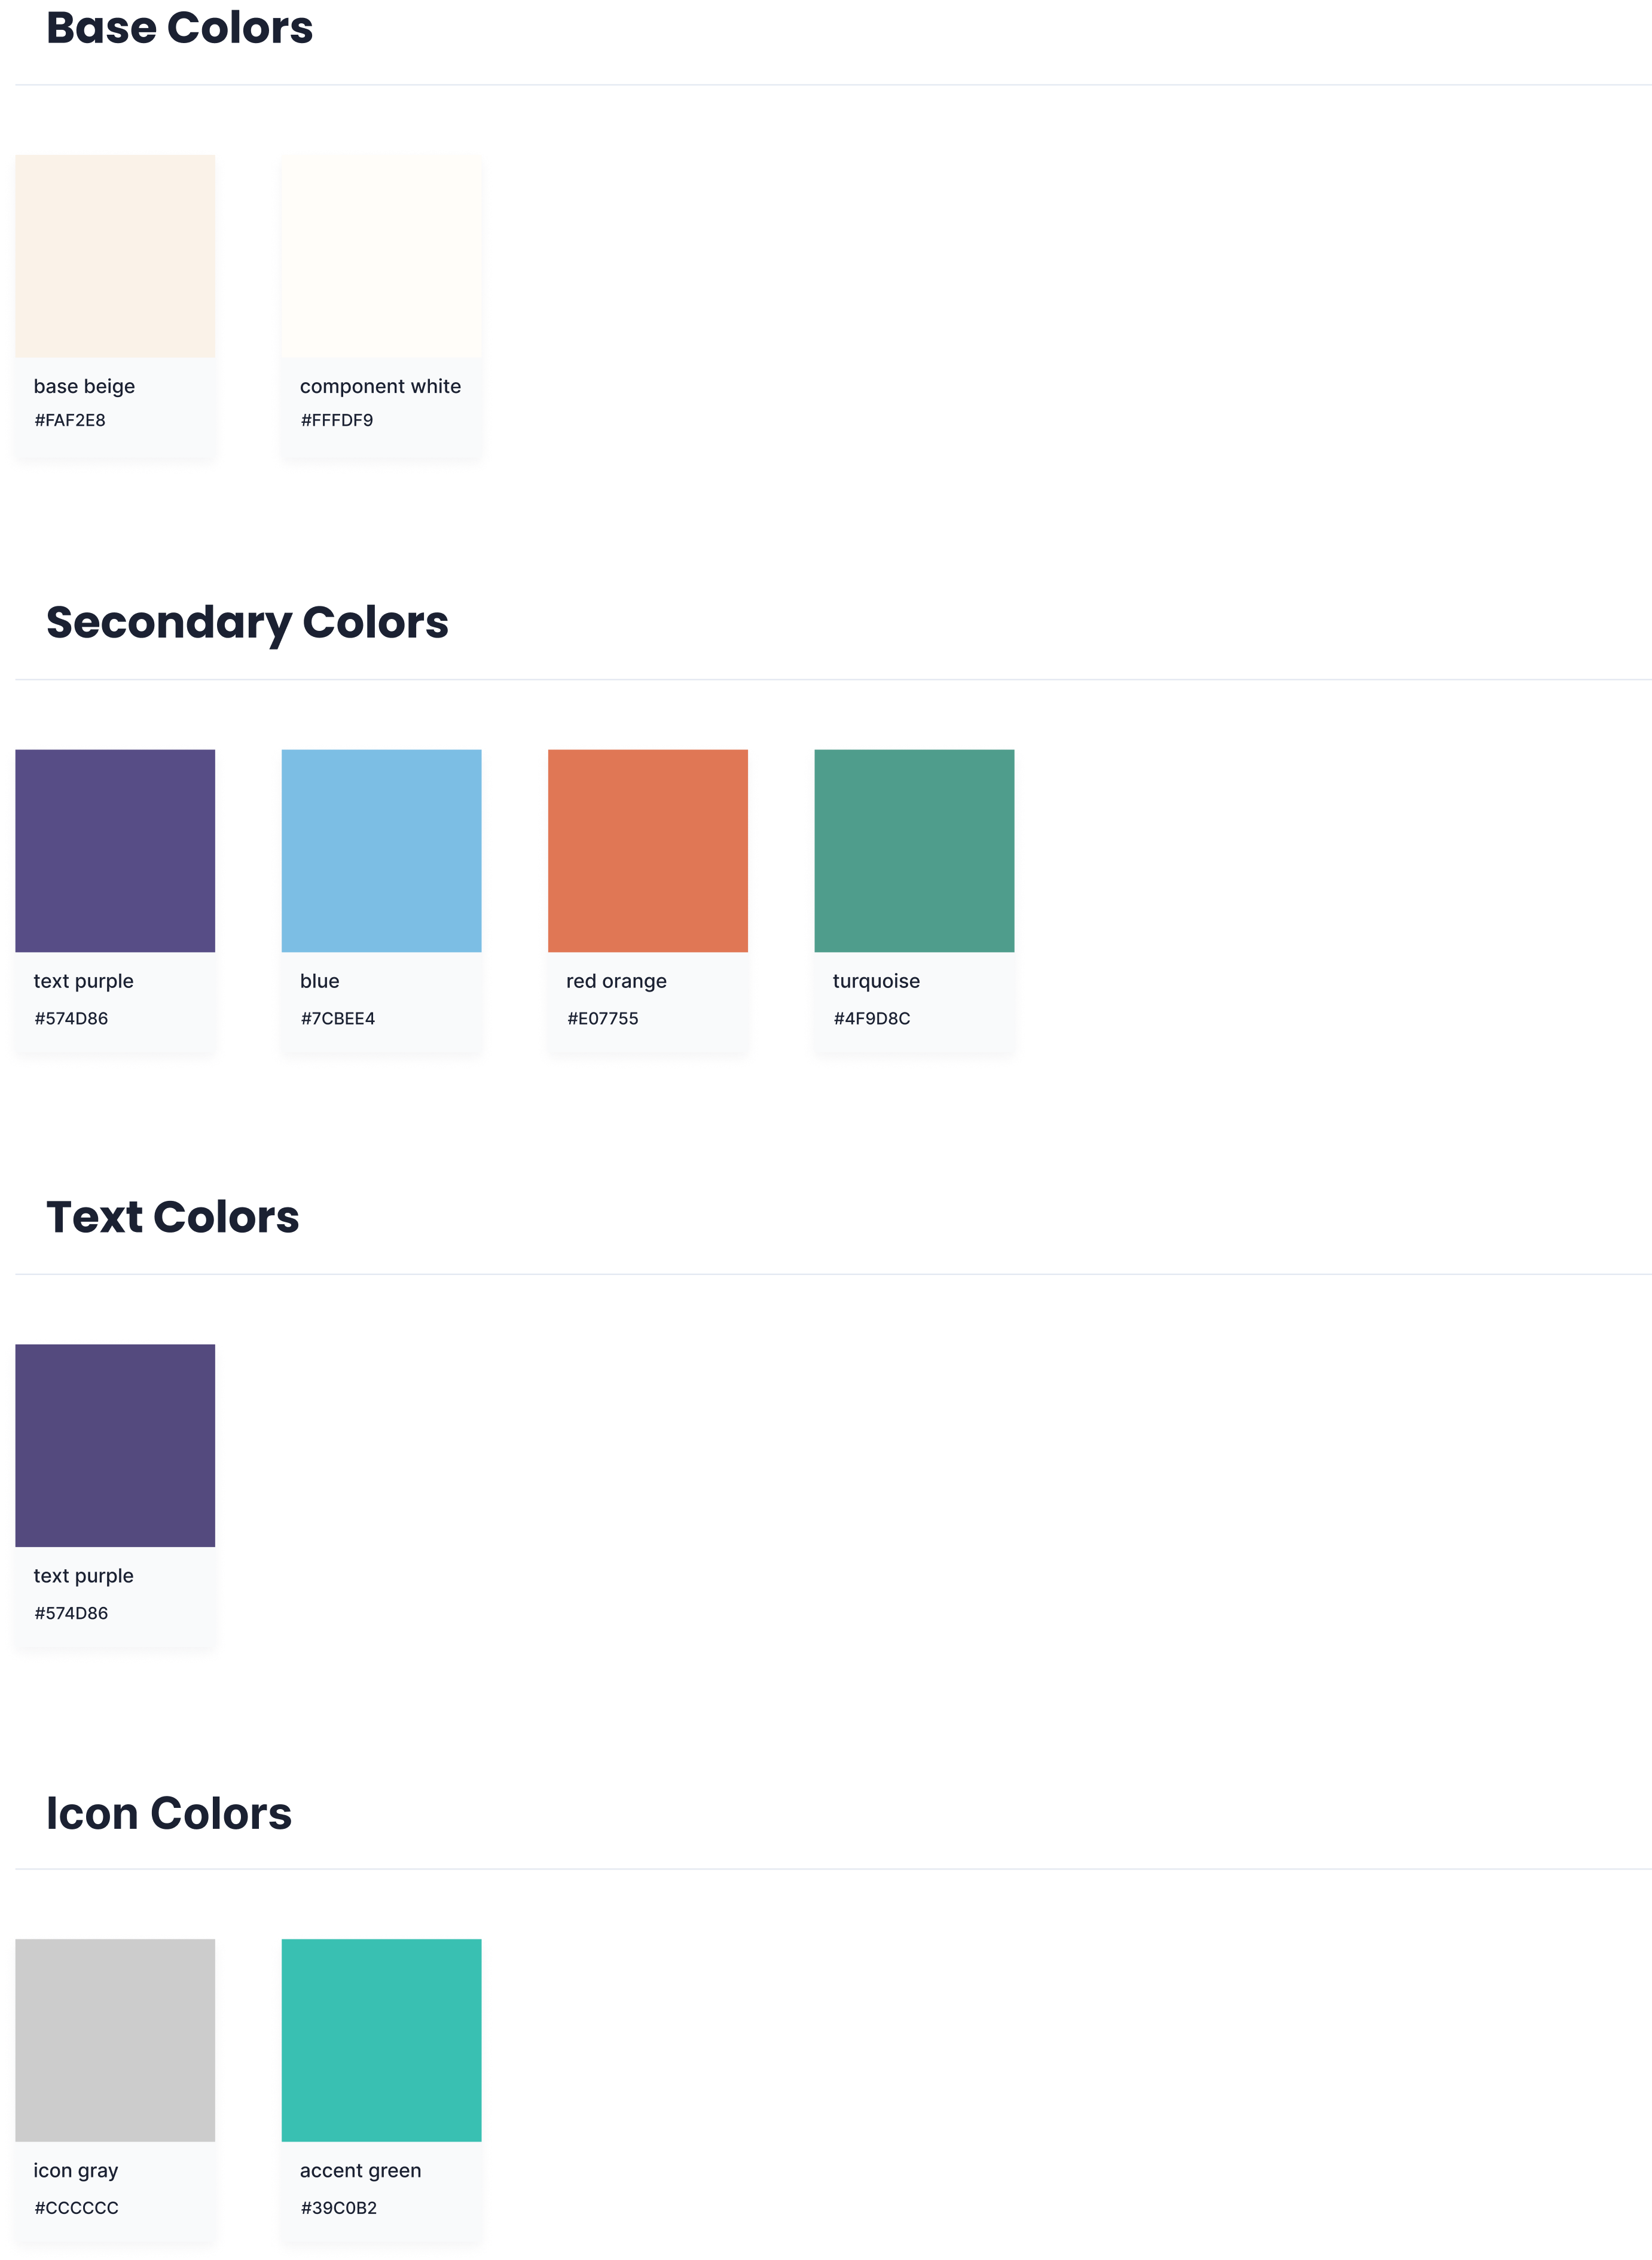 Base Colors
base beige
#FAF2E8
component white
#FFFDF9
Secondary Colors
text purple
#574D86
blue
#7CBEE4
red orange
#E07755
turquoise
#4F9D8C
Text Colors
text purple
#574D86
Icon Colors
icon gray
#CCCCCC
accent green
#39C0B2